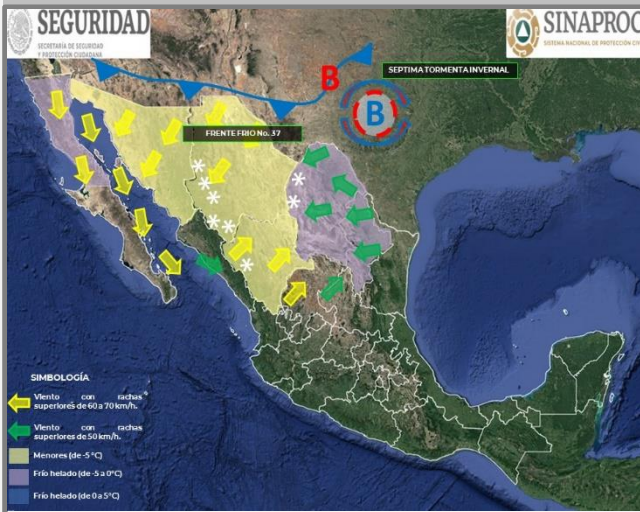 SEGURIDAD
SECRETARÍA DE SEGURIDAD
Y PROTECCIÓN CIUDADANA
SINAPROC
SISTEMA NACIONAL DE PROTECCIÓN CIV
B
SEPTIMA TORMENTA INVERNAL
B
FRENTE FRIO No. 37
SIMBOLOGÍA
Viento con rachas
superiores de 60 a 70 km/h.
Viento con rachas
superiores de 50 km/h.
Menores (de -5 °C)
Frío helado (de -5 a 0°C)
Frío helado (de 0 a 5°C)